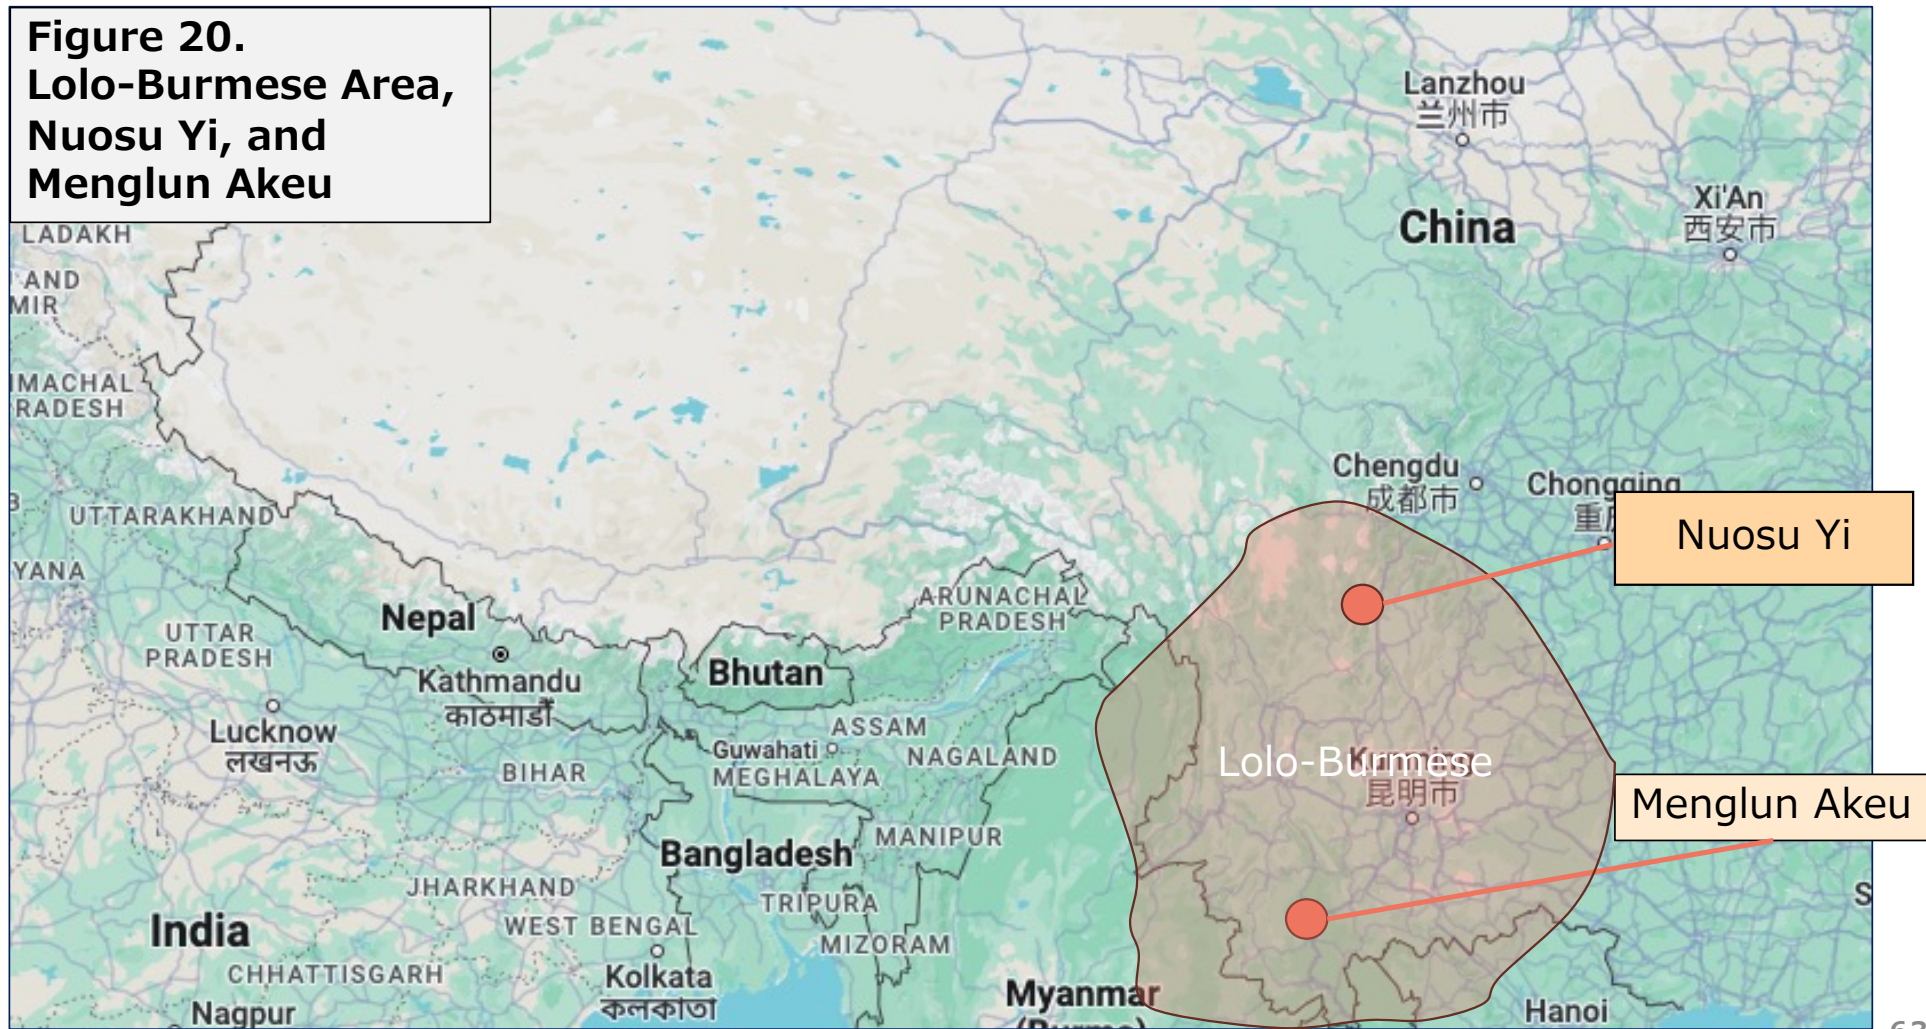 Figure 20.
Lolo-Burmese Area,
Nuosu Yi, and
Menglun Akeu
Lanzhou
兰州市
Xi'An
西安市
China
LADAKH
AND
MIR
IMACHAL
RADESH
Chengdu
成都市
Chongqing
重
UTTARAKHAND
Nuosu Yi
YANA
ARUNACHAL
PRADESH
Nepal
UTTAR
PRADESH
Bhutan
Kathmandu
काठमाडौँ
Lucknow
लखनऊ
ASSAM
Guwahati
NAGALAND
MEGHALAYA
BIHAR
Lolo-Burmese
Kunming
昆明市
Menglun Akeu
MANIPUR
Bangladesh
JHARKHAND
TRIPURA
WEST BENGAL
India
MIZORAM
CHHATTISGARH
Kolkata
কলকাতা
Nagpur
Myanmar
(Burma)
Hanoi
S